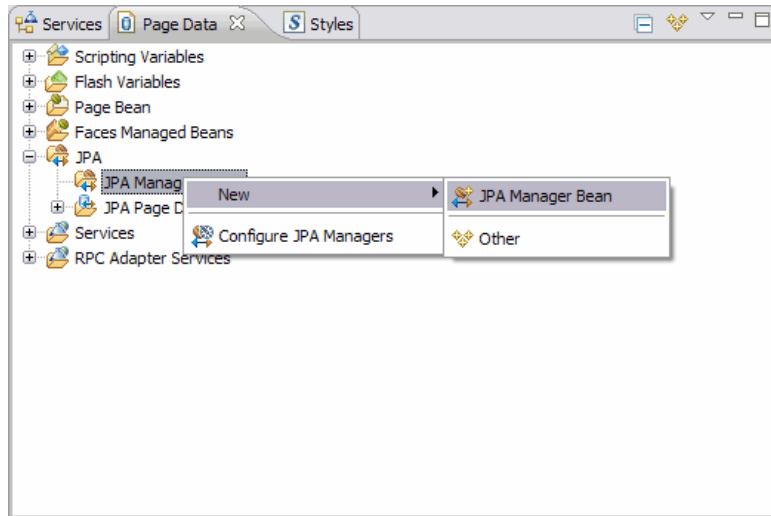 Services Page Data Styles
Scripting Variables
Flash Variables
Page Bean
Faces Managed Beans
JPA
JPA Manag
New JPA Manager Bean
JPA Page D
Services Configure JPA Managers Other
RPC Adapter Services